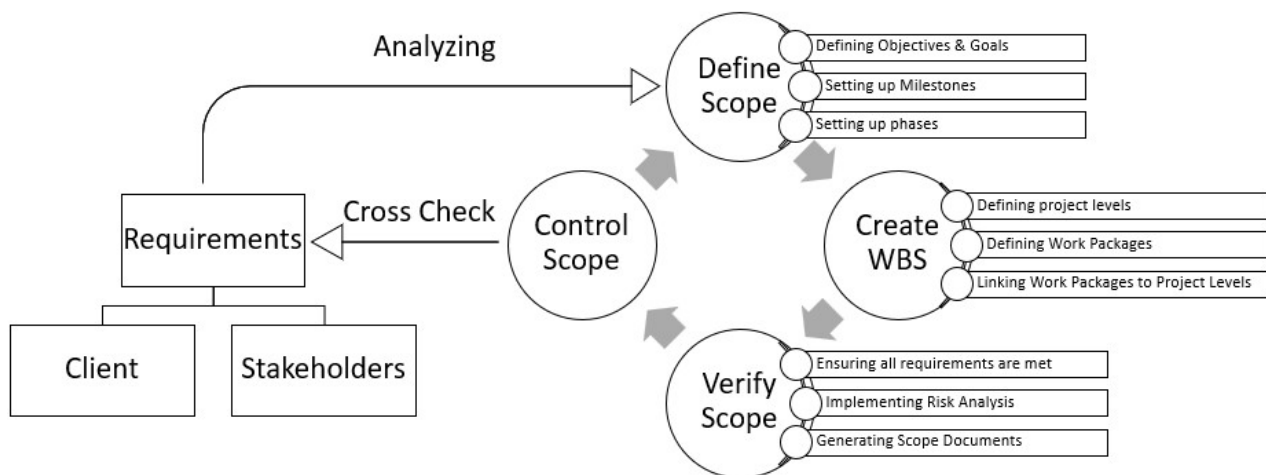 Analyzing
Define
Scope
Defining Objectives & Goals
Setting up Milestones
Setting up phases
Requirements
Cross Check
Control
Scope
Create
WBS
Defining project levels
Defining Work Packages
Linking Work Packages to Project Levels
Client
Stakeholders
Verify
Scope
Ensuring all requirements are met
Implementing Risk Analysis
Generating Scope Documents